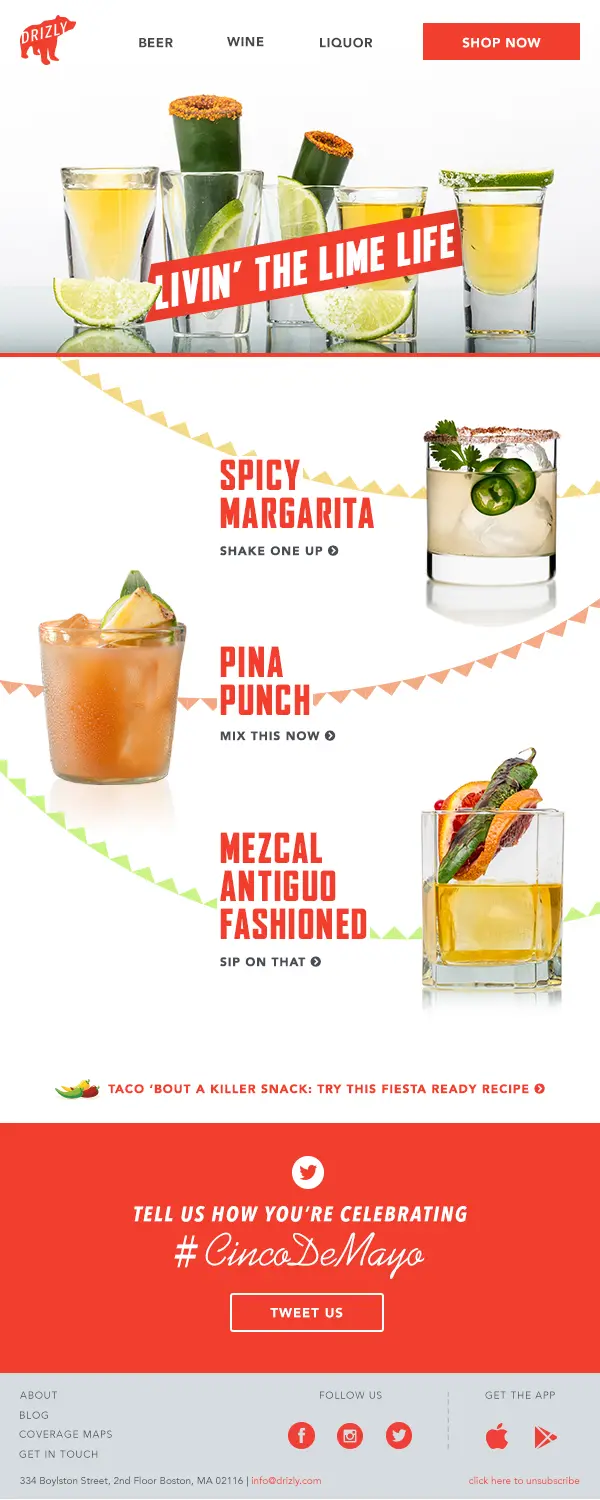 DRIZLY
BEER
WINE
LIQUOR
SHOP NOW
LIVIN' THE LIME LIFE
SPICY
MARGARITA
SHAKE ONE UP
PINA
PUNCH
MIX THIS NOW
MEZCAL
ANTIGUO
FASHIONED
SIP ON THAT
TACO ‘BOUT A KILLER SNACK: TRY THIS FIESTA READY RECIPE
TELL US HOW YOU’RE CELEBRATING
# CincoDeMayo
TWEET US
ABOUT
BLOG
COVERAGE MAPS
GET IN TOUCH
FOLLOW US
GET THE APP
334 Boylston Street, 2nd Floor Boston, MA 02116 | info@drizly.com
click here to unsubscribe